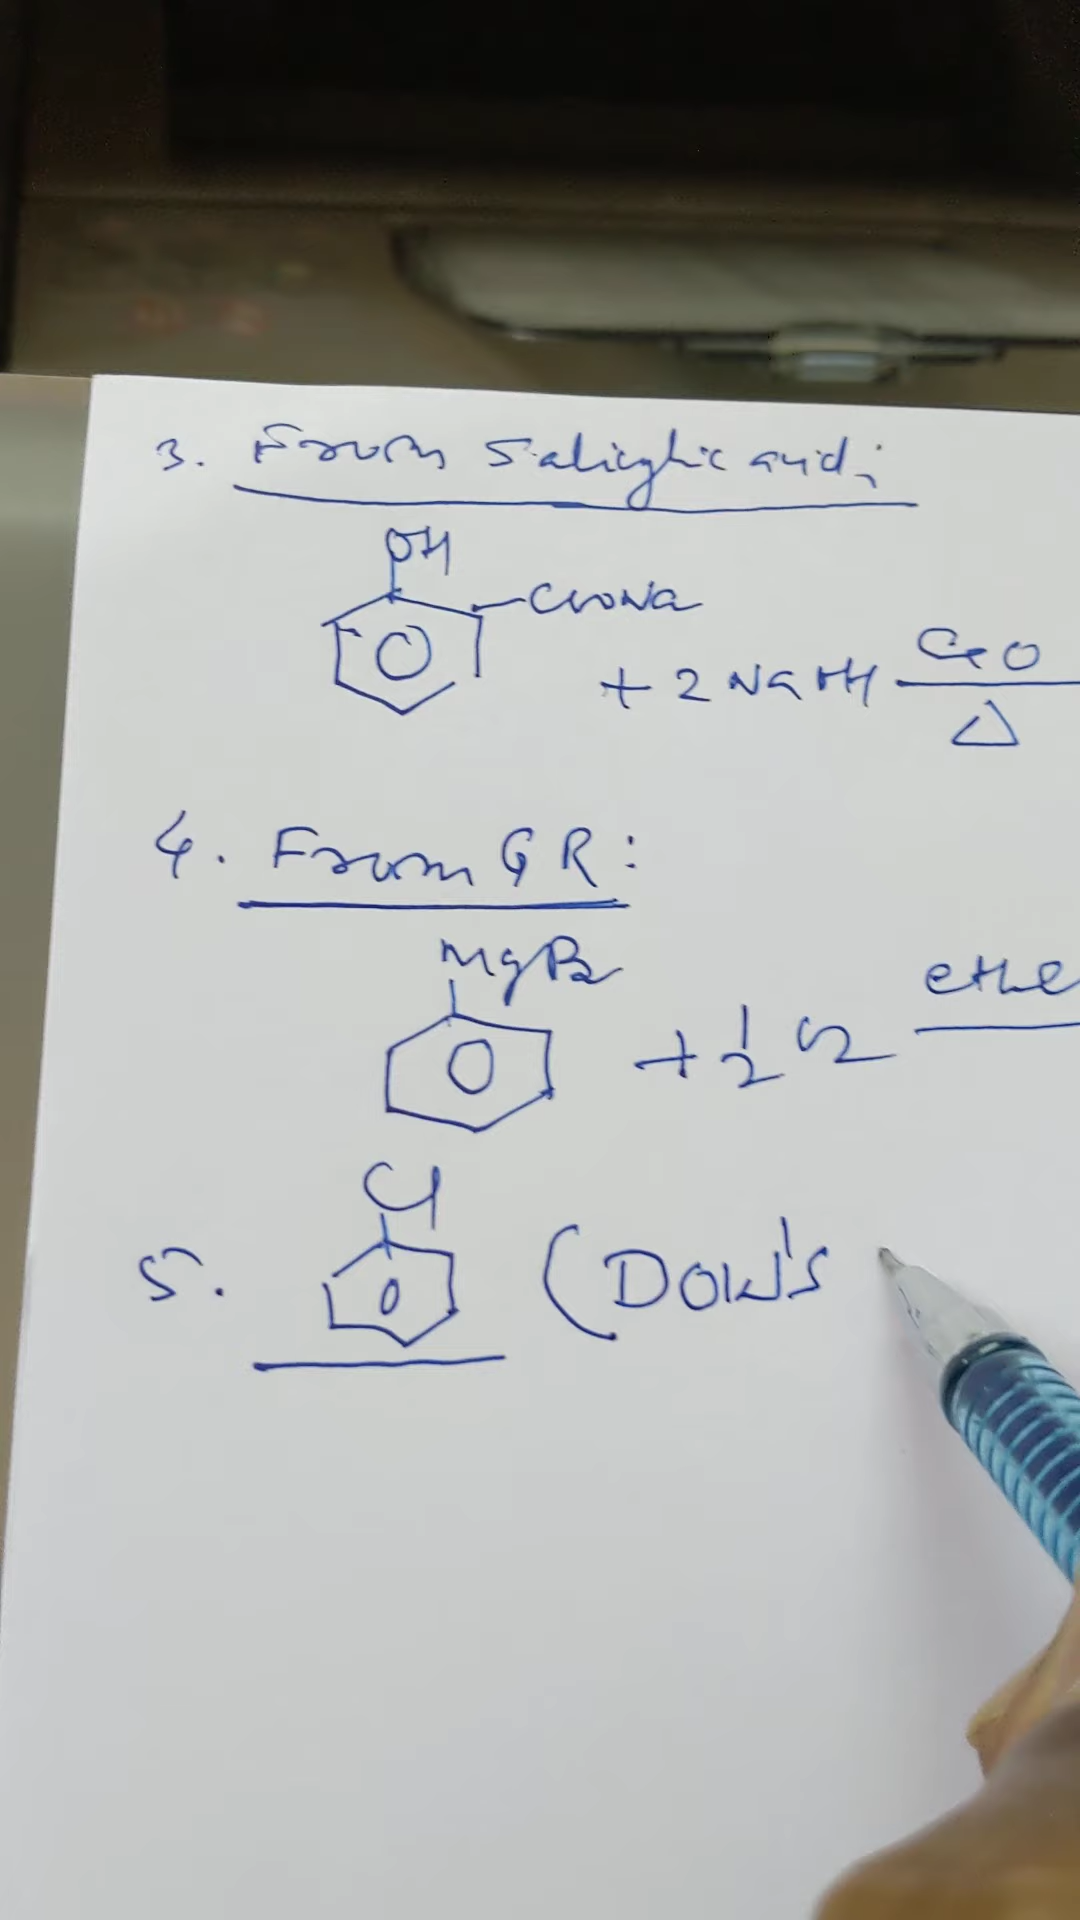 3. From Salicylic acid;
OH
COONa
+ 2 NaOH CaO
Δ
4. From GR:
MgBr
+ 1/2 O2 ethe
Cl
5. (DOW's